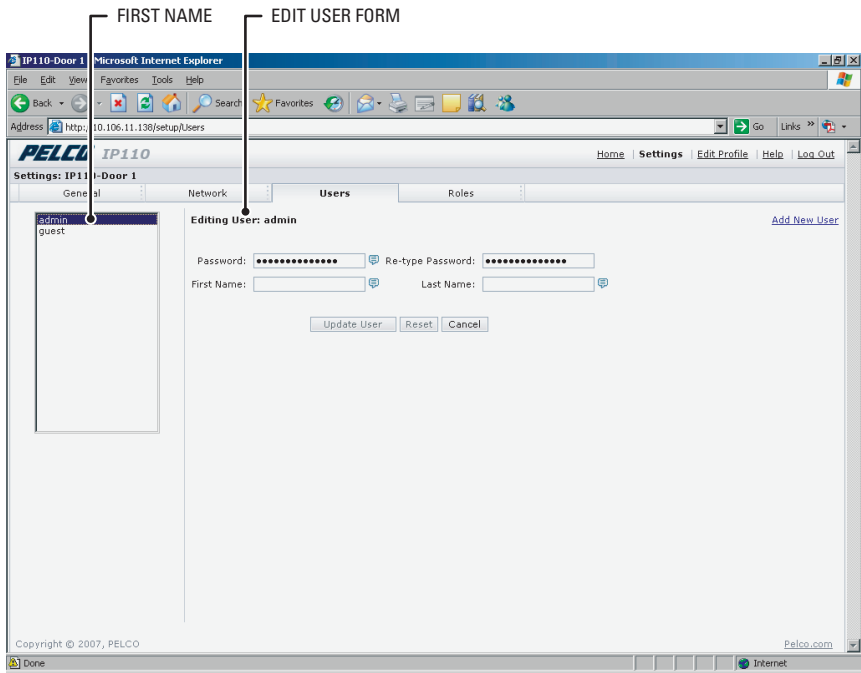 FIRST NAME EDIT USER FORM
IP110-Door 1 Microsoft Internet Explorer
File Edit View Favorites Tools Help
Back Search Favorites
Address http://10.106.11.138/setup/Users Go Links »
PELCO IP110 Home | Settings | Edit Profile | Help | Log Out
Settings: IP110-Door 1
General Network Users Roles
admin Editing User: admin Add New User
guest
Password: •••••••••••••• Re-type Password: ••••••••••••••
First Name: Last Name:
Update User Reset Cancel
Copyright © 2007, PELCO Pelco.com
Done Internet